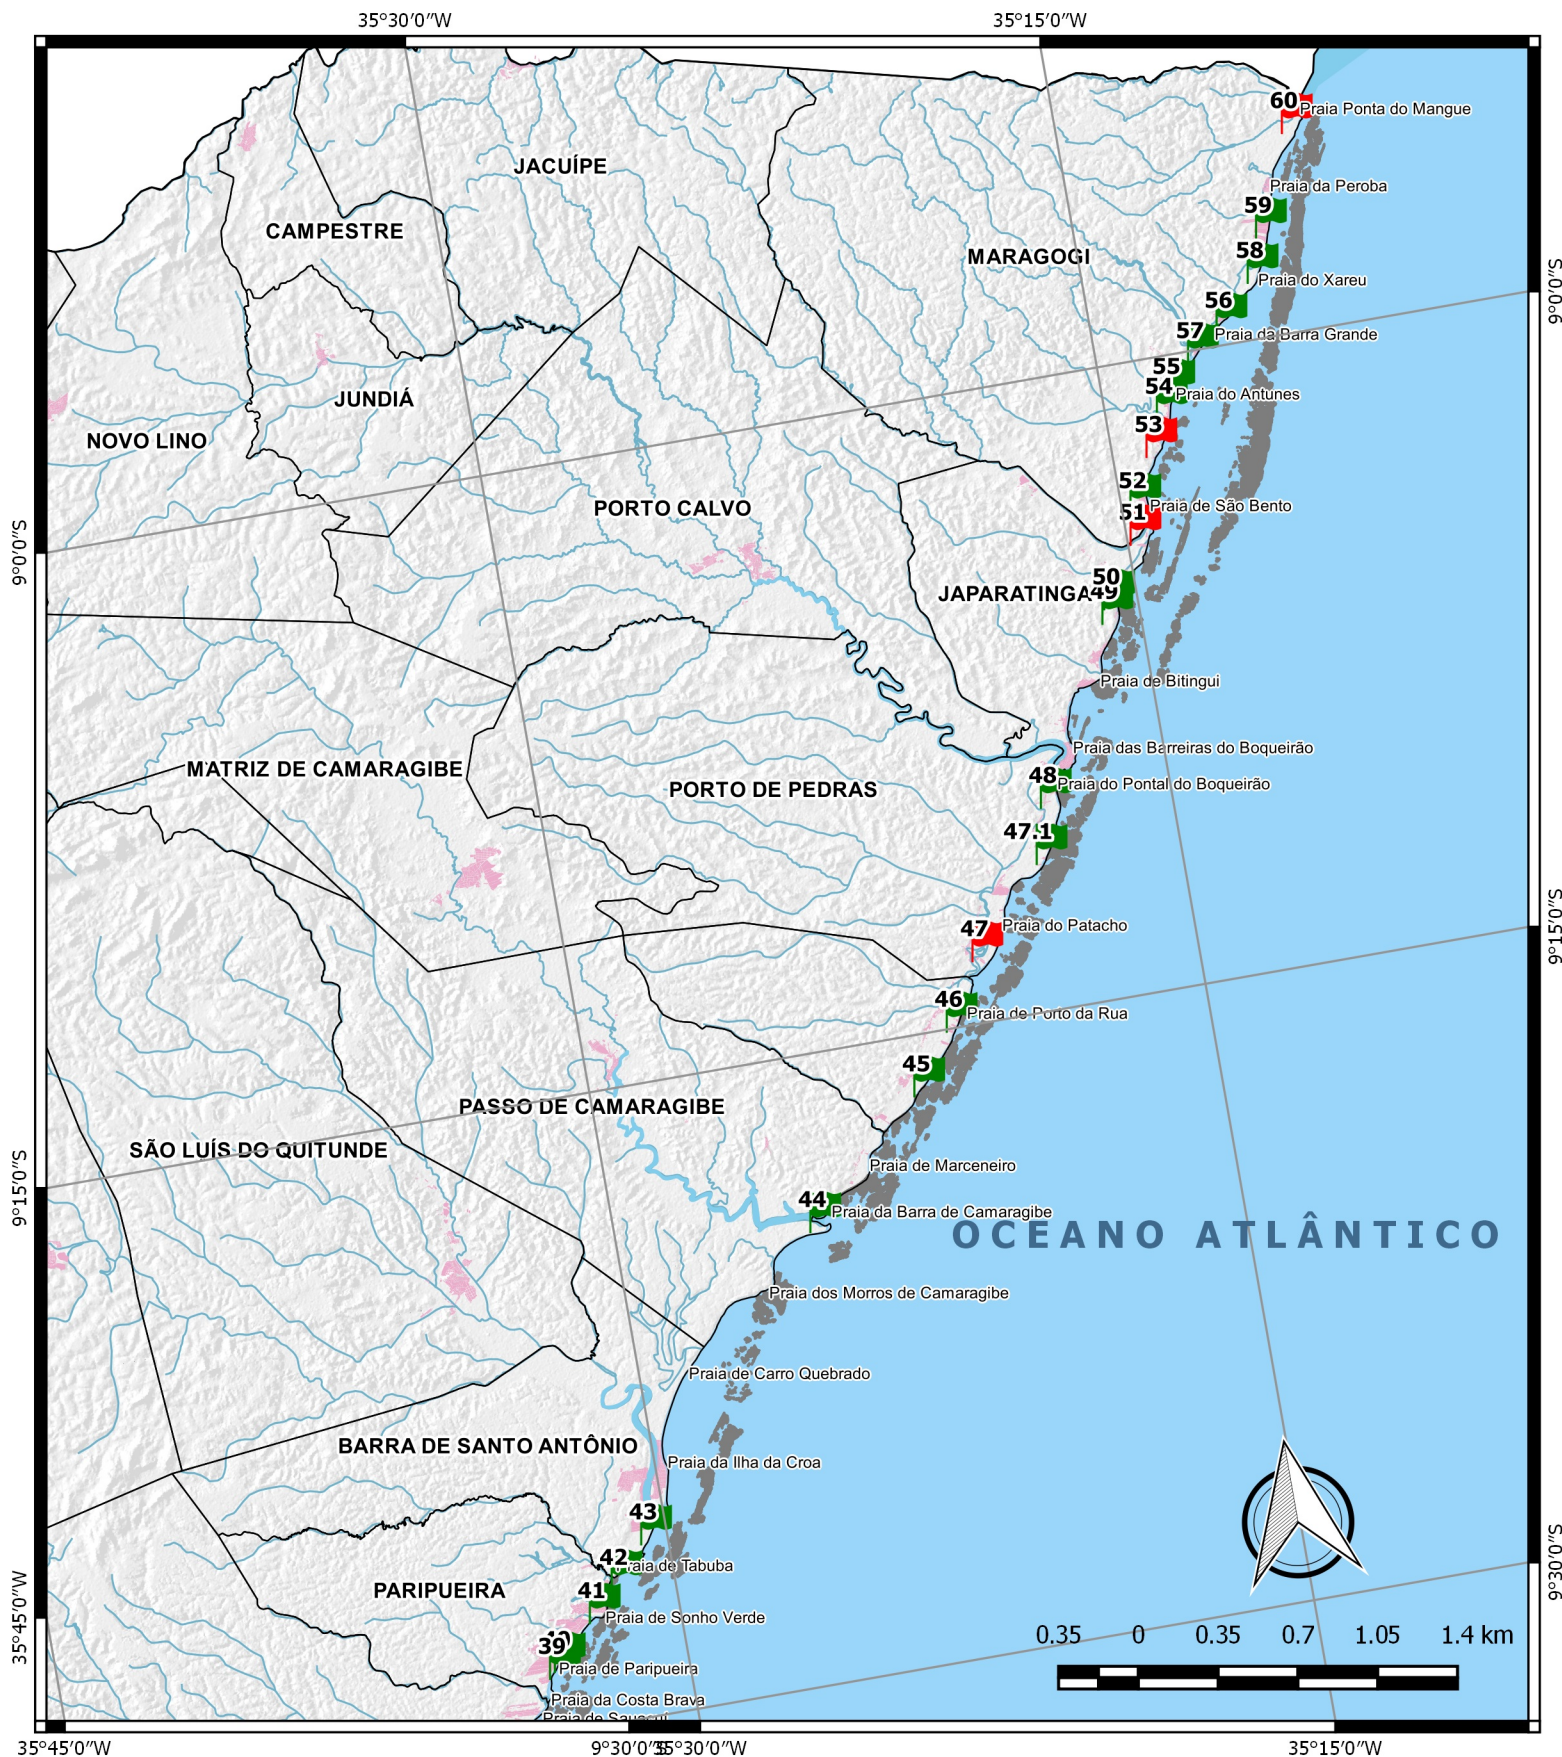 35°30′0″W
35°15′0″W
60
Praia Ponta do Mangue
JACUÍPE
Praia da Peroba
59
CAMPESTRE
58
MARAGOGI
Praia do Xareu
9°0′0″S
56
57
Praia da Barra Grande
55
54
Praia do Antunes
JUNDIÁ
53
NOVO LINO
52
51
Praia de São Bento
PORTO CALVO
9°0′0″S
50
49
JAPARATINGA
Praia de Bitingui
Praia das Barreiras do Boqueirão
MATRIZ DE CAMARAGIBE
48
Praia do Pontal do Boqueirão
PORTO DE PEDRAS
47.1
47
Praia do Patacho
9°15′0″S
46
Praia de Porto da Rua
45
PASSO DE CAMARAGIBE
SÃO LUÍS DO QUITUNDE
Praia de Marceneiro
9°15′0″S
44
Praia da Barra de Camaragibe
OCEANO ATLÂNTICO
Praia dos Morros de Camaragibe
Praia de Carro Quebrado
BARRA DE SANTO ANTÔNIO
Praia da Ilha da Croa
43
42
Praia de Tabuba
9°30′0″S
41
PARIPUEIRA
Praia de Sonho Verde
35°45′0″W
40
39
Praia de Paripueira
0.35 0 0.35 0.7 1.05 1.4 km
Praia da Costa Brava
Praia de Sauaçuí
35°45′0″W
9°30′0″S
35°30′0″W
35°15′0″W